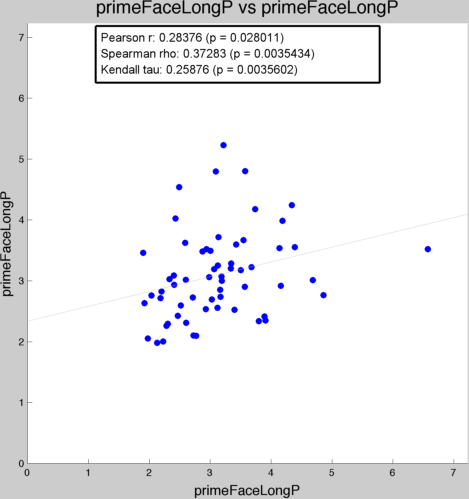 primeFaceLongP vs primeFaceLongP
Pearson r: 0.28376 (p = 0.028011)
Spearman rho: 0.37283 (p = 0.0035434)
Kendall tau: 0.25876 (p = 0.0035602)
7
6
5
4
3
2
1
0
primeFaceLongP
0 1 2 3 4 5 6 7
primeFaceLongP